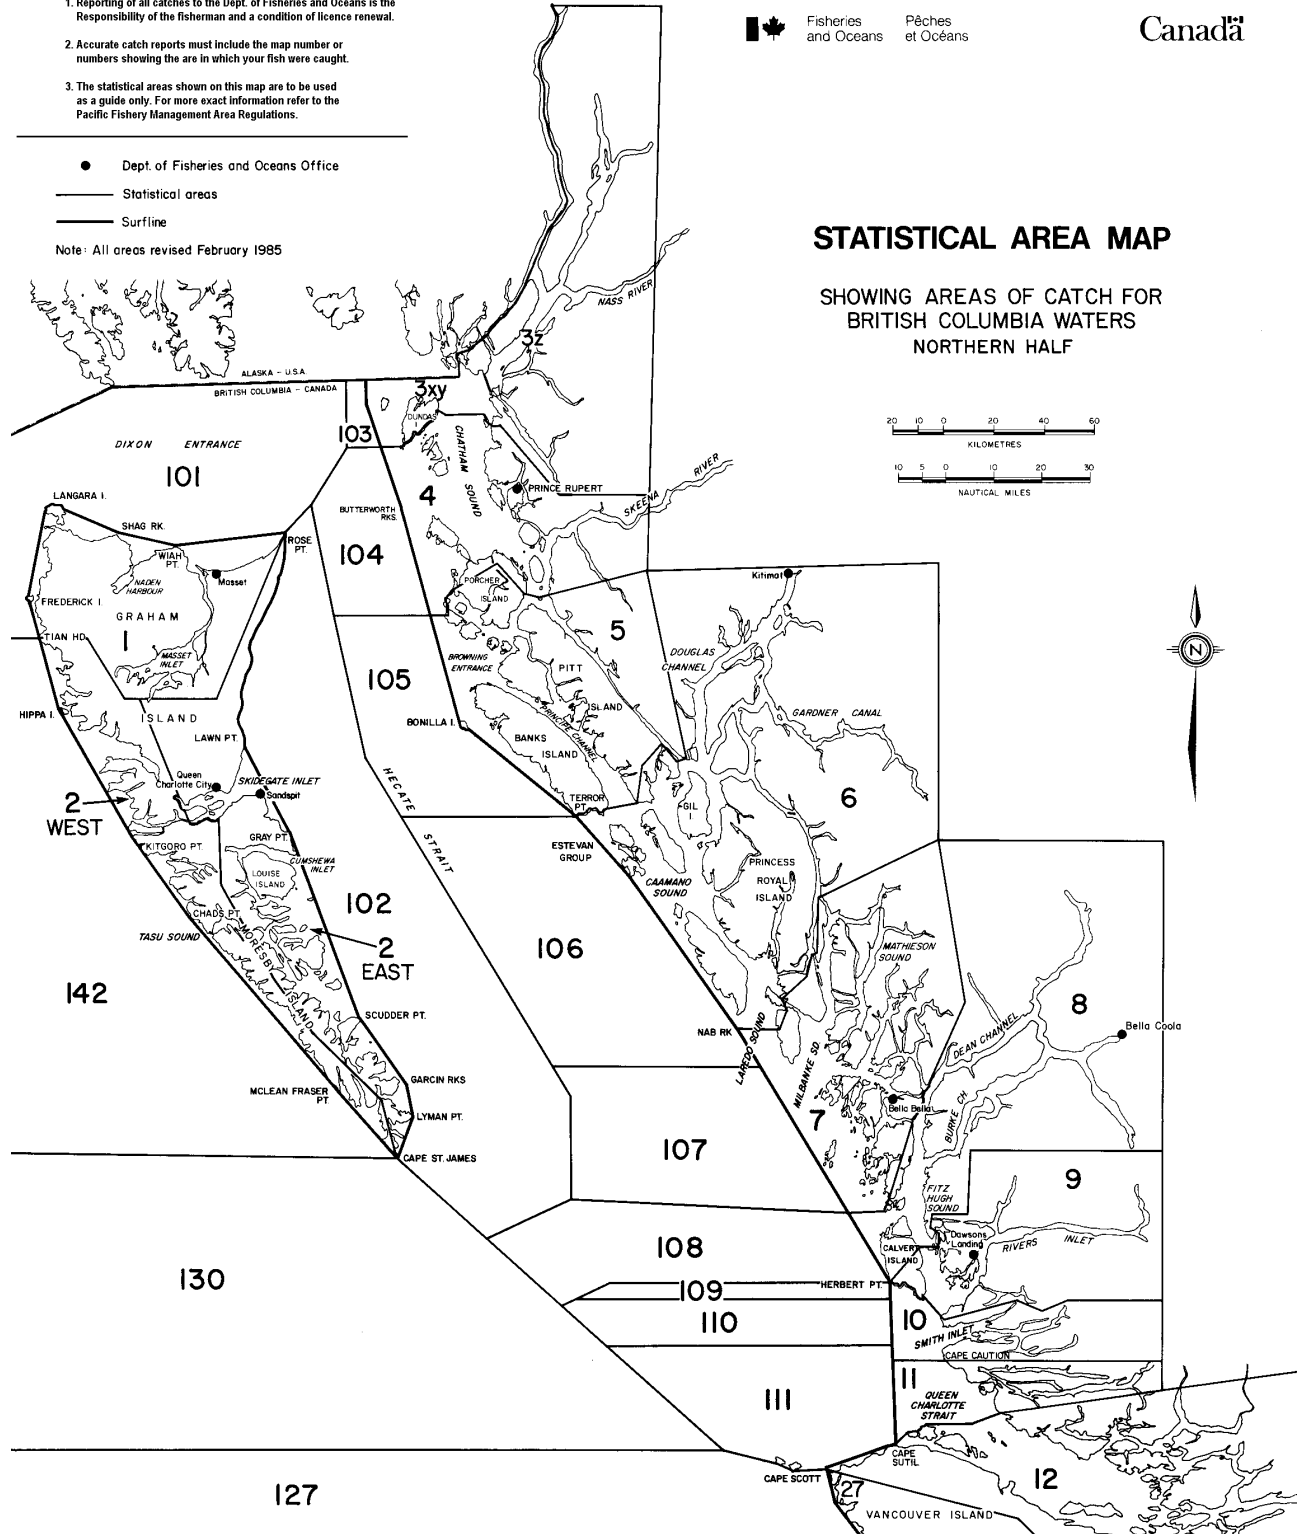 1. Reporting of all catches to the Dept. of Fisheries and Oceans is the
Responsibility of the fisherman and a condition of licence renewal.
2. Accurate catch reports must include the map number or
numbers showing the are in which your fish were caught.
3. The statistical areas shown on this map are to be used
as a guide only. For more exact information refer to the
Pacific Fishery Management Area Regulations.
Fisheries
and Oceans
Pêches
et Océans
Canada
Dept. of Fisheries and Oceans Office
Statistical areas
Surfline
Note: All areas revised February 1985
STATISTICAL AREA MAP
SHOWING AREAS OF CATCH FOR
BRITISH COLUMBIA WATERS
NORTHERN HALF
20 10 0 20 40 60
KILOMETRES
10 5 0 10 20 30
NAUTICAL MILES
N
NASS RIVER
3z
ALASKA - U.S.A.
BRITISH COLUMBIA - CANADA
3xy
DUNDAS
103
DIXON ENTRANCE
101
CHATHAM SOUND
4
PRINCE RUPERT
SKEENA RIVER
LANGARA I.
SHAG RK.
BUTTERWORTH
RKS.
ROSE
PT.
104
WIAH
PT.
Masset
NADEN
HARBOUR
PORCHER
ISLAND
Kitimat
FREDERICK I.
GRAHAM
1
TIAN HD.
MASSET
INLET
5
DOUGLAS
CHANNEL
BROWNING
ENTRANCE
PITT
ISLAND
105
HIPPA I.
ISLAND
BONILLA I.
PRINCIPE CHANNEL
GARDNER CANAL
LAWN PT.
BANKS
ISLAND
HECATE STRAIT
Queen
Charlotte City
SKIDEGATE INLET
Sandspit
2
WEST
TERROR
PT.
GIL
I
6
KITGORO PT.
GRAY PT.
CUMSHEWA
INLET
ESTEVAN
GROUP
LOUISE
ISLAND
CAAMANO
SOUND
PRINCESS
ROYAL
ISLAND
102
CHADS PT.
TASU SOUND
MORESBY ISLAND
2
EAST
106
MATHIESON
SOUND
142
SCUDDER PT.
NAB RK
LAREDO SOUND
MILBANKE SD.
DEAN CHANNEL
8
Bella Coola
GARCIN RKS
MCLEAN FRASER
PT.
LYMAN PT.
Bella Bella
7
BURKE CH
107
CAPE ST. JAMES
FITZ
HUGH
SOUND
9
108
CALVERT
ISLAND
Dawsons
Landing
RIVERS INLET
130
HERBERT PT.
109
110
10
SMITH INLET
CAPE CAUTION
111
11
QUEEN
CHARLOTTE
STRAIT
CAPE
SUTIL
CAPE SCOTT
127
27
12
VANCOUVER ISLAND